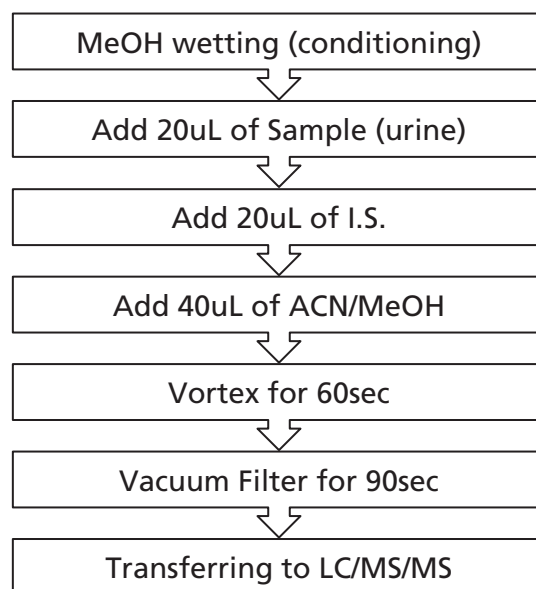 MeOH wetting (conditioning)
Add 20uL of Sample (urine)
Add 20uL of I.S.
Add 40uL of ACN/MeOH
Vortex for 60sec
Vacuum Filter for 90sec
Transferring to LC/MS/MS